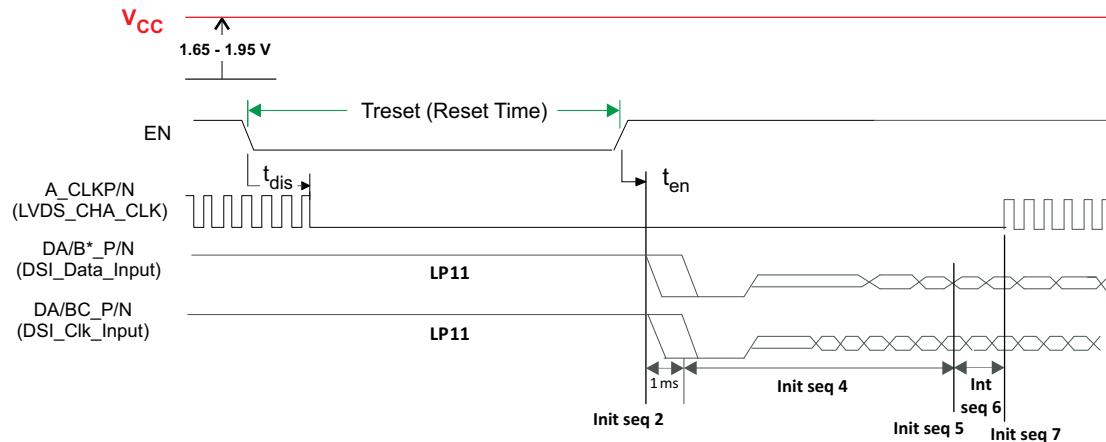 VCC
1.65 - 1.95 V
Treset (Reset Time)
EN
tdis
ten
A_CLKP/N
(LVDS_CHA_CLK)
DA/B*_P/N
(DSI_Data_Input)
LP11
DA/BC_P/N
(DSI_Clk_Input)
LP11
1 ms
Init seq 4
Int
seq 6
Init seq 2
Init seq 5
Init seq 7